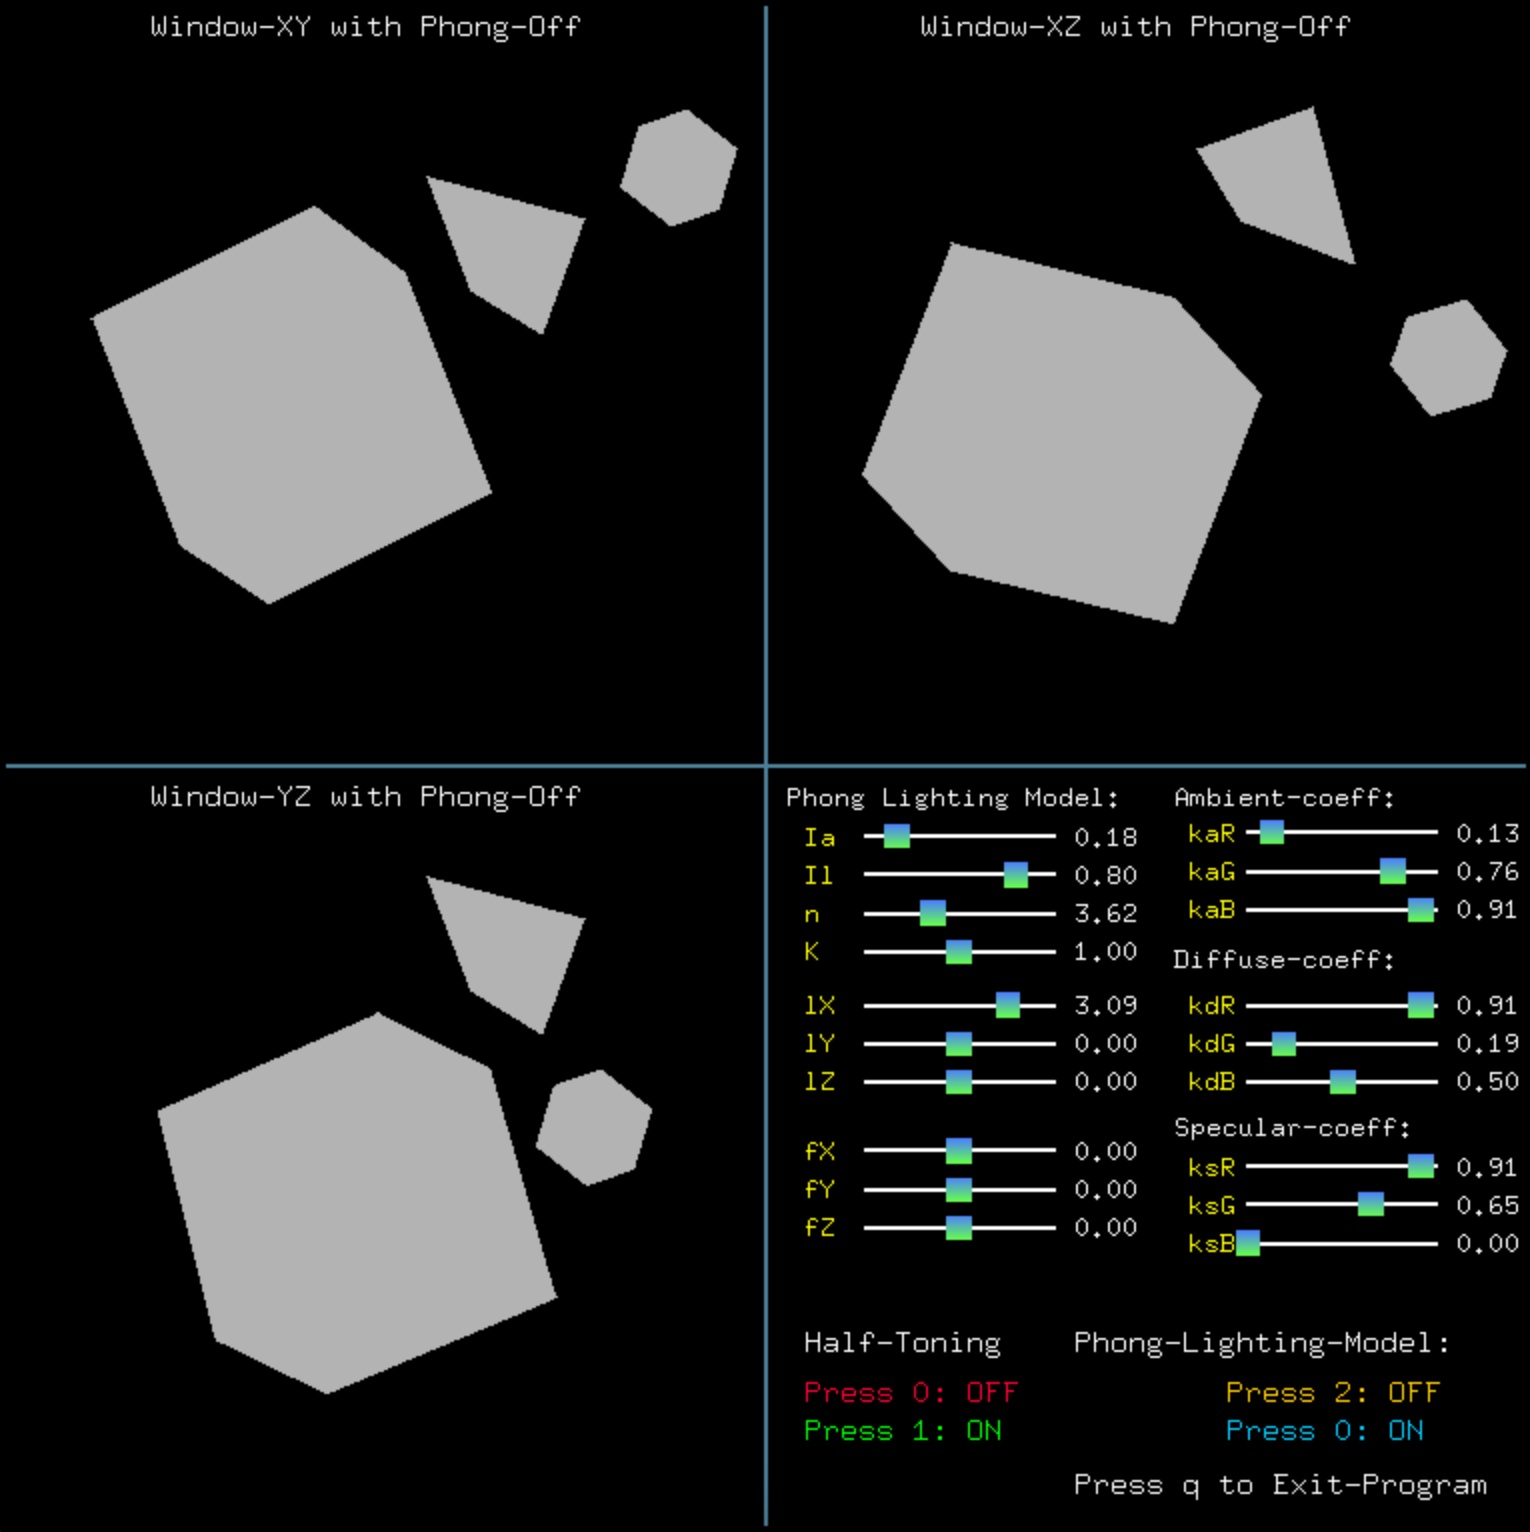 Window-XY with Phong-Off
Window-XZ with Phong-Off
Window-YZ with Phong-Off
Phong Lighting Model:
Ia 0.18
Il 0.80
n 3.62
K 1.00
lX 3.09
lY 0.00
lZ 0.00
fX 0.00
fY 0.00
fZ 0.00
Ambient-coeff:
kaR 0.13
kaG 0.76
kaB 0.91
Diffuse-coeff:
kdR 0.91
kdG 0.19
kdB 0.50
Specular-coeff:
ksR 0.91
ksG 0.65
ksB 0.00
Half-Toning
Press 0: OFF
Press 1: ON
Phong-Lighting-Model:
Press 2: OFF
Press 0: ON
Press q to Exit-Program